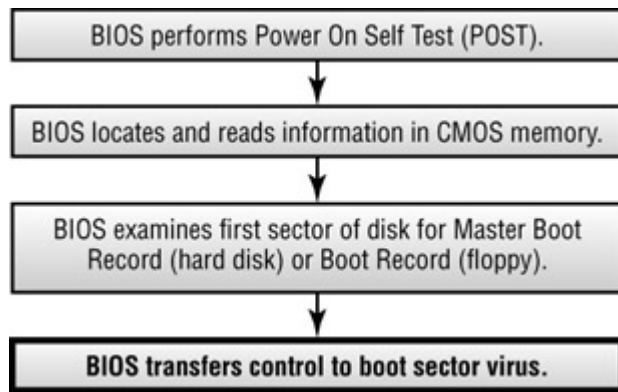 BIOS performs Power On Self Test (POST).
BIOS locates and reads information in CMOS memory.
BIOS examines first sector of disk for Master Boot
Record (hard disk) or Boot Record (floppy).
BIOS transfers control to boot sector virus.